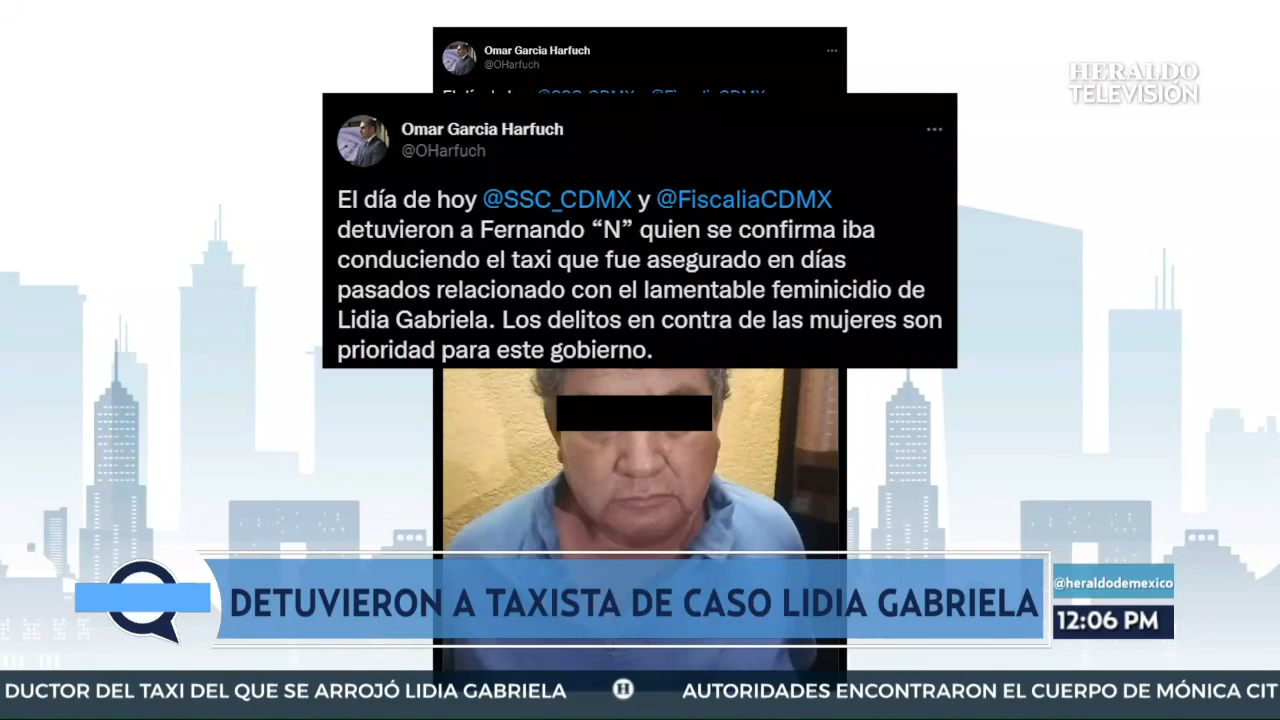 Omar Garcia Harfuch
@OHarfuch
HERALDO
TELEVISIÓN
Omar Garcia Harfuch
@OHarfuch
El día de hoy @SSC_CDMX y @FiscaliaCDMX
detuvieron a Fernando “N” quien se confirma iba
conduciendo el taxi que fue asegurado en días
pasados relacionado con el lamentable feminicidio de
Lidia Gabriela. Los delitos en contra de las mujeres son
prioridad para este gobierno.
DETUVIERON A TAXISTA DE CASO LIDIA GABRIELA
@heraldodemexico
12:06 PM
DUCTOR DEL TAXI DEL QUE SE ARROJÓ LIDIA GABRIELA
AUTORIDADES ENCONTRARON EL CUERPO DE MÓNICA CIT